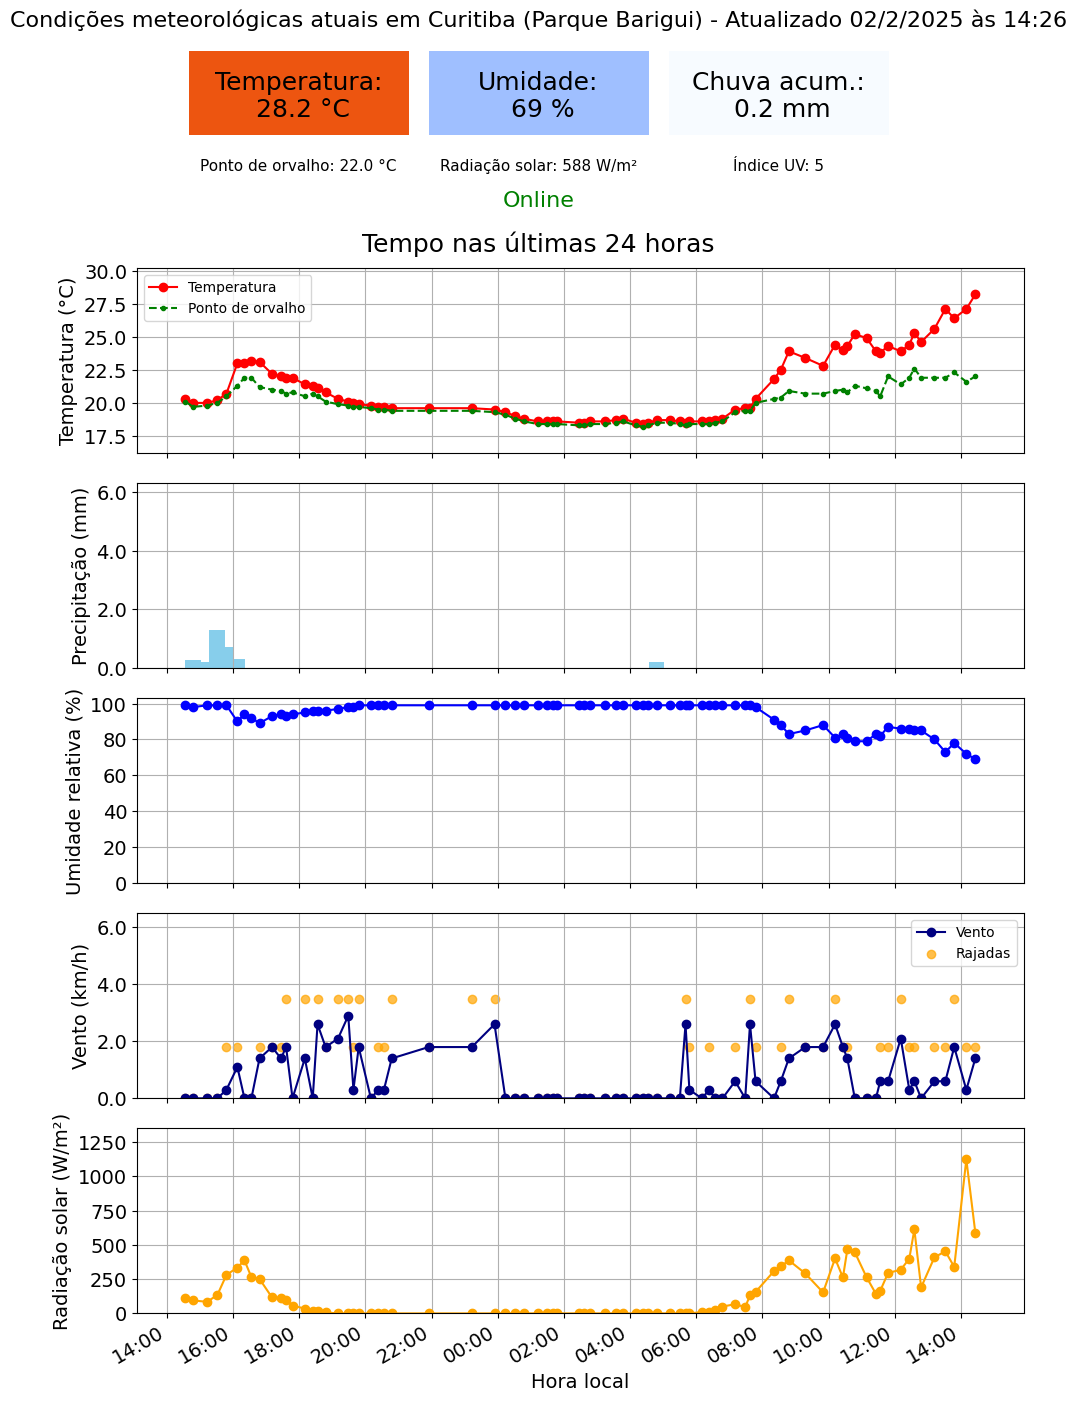 Condições meteorológicas atuais em Curitiba (Parque Barigui) - Atualizado 02/2/2025 às 14:26
Temperatura:
28.2 °C
Umidade:
69 %
Chuva acum.:
0.2 mm
Ponto de orvalho: 22.0 °C
Radiação solar: 588 W/m²
Índice UV: 5
Online
Tempo nas últimas 24 horas
Temperatura (°C)
30.0
27.5
25.0
22.5
20.0
17.5
Temperatura
Ponto de orvalho
Precipitação (mm)
6.0
4.0
2.0
0.0
Umidade relativa (%)
100
80
60
40
20
0
Vento (km/h)
6.0
4.0
2.0
0.0
Vento
Rajadas
Radiação solar (W/m²)
1250
1000
750
500
250
0
14:00
16:00
18:00
20:00
22:00
00:00
02:00
04:00
06:00
08:00
10:00
12:00
14:00
Hora local